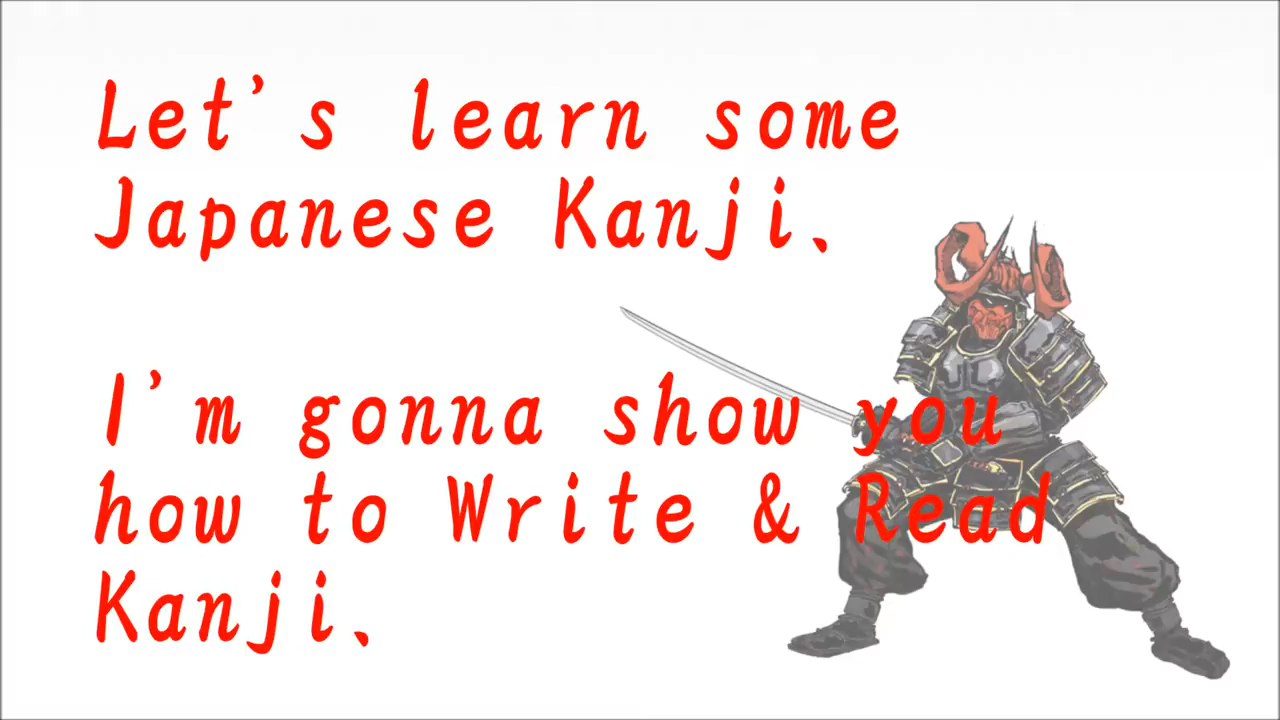 Let's learn some
Japanese Kanji、
I'm gonna show you
how to Write & Read
Kanji、